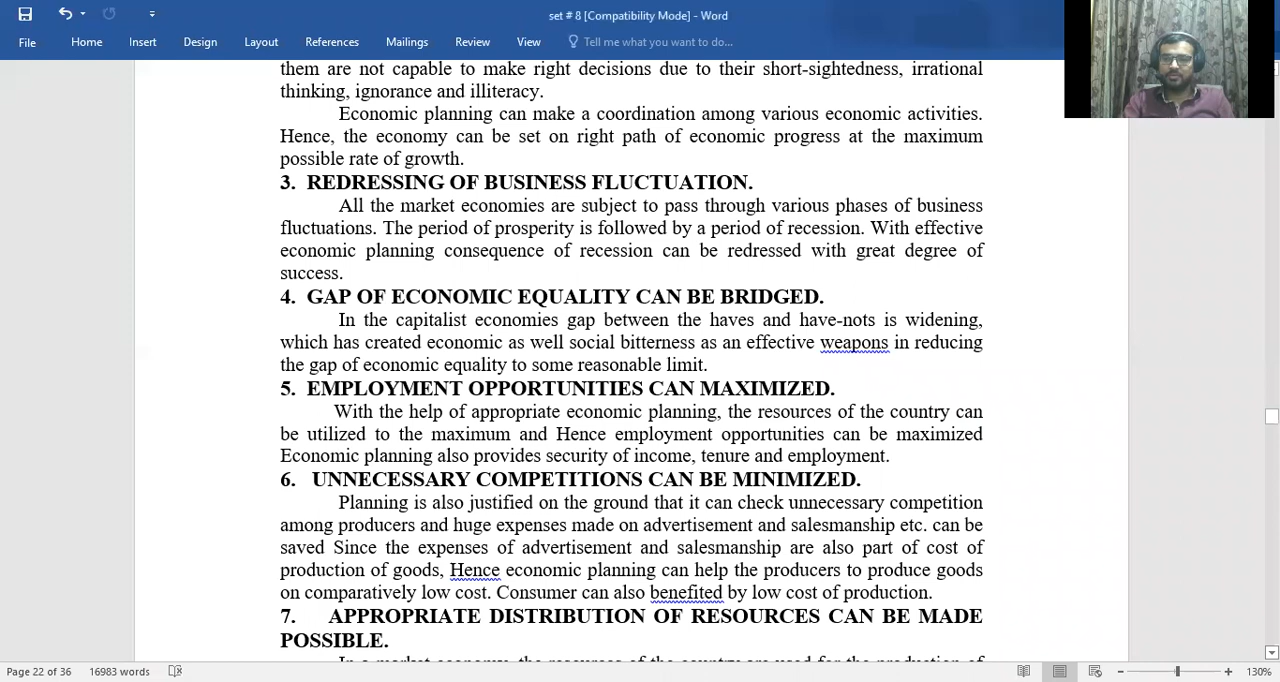 set # 8 [Compatibility Mode] - Word
File Home Insert Design Layout References Mailings Review View Tell me what you want to do...
them are not capable to make right decisions due to their short-sightedness, irrational
thinking, ignorance and illiteracy.
Economic planning can make a coordination among various economic activities.
Hence, the economy can be set on right path of economic progress at the maximum
possible rate of growth.
3. REDRESSING OF BUSINESS FLUCTUATION.
All the market economies are subject to pass through various phases of business
fluctuations. The period of prosperity is followed by a period of recession. With effective
economic planning consequence of recession can be redressed with great degree of
success.
4. GAP OF ECONOMIC EQUALITY CAN BE BRIDGED.
In the capitalist economies gap between the haves and have-nots is widening,
which has created economic as well social bitterness as an effective weapons in reducing
the gap of economic equality to some reasonable limit.
5. EMPLOYMENT OPPORTUNITIES CAN MAXIMIZED.
With the help of appropriate economic planning, the resources of the country can
be utilized to the maximum and Hence employment opportunities can be maximized
Economic planning also provides security of income, tenure and employment.
6. UNNECESSARY COMPETITIONS CAN BE MINIMIZED.
Planning is also justified on the ground that it can check unnecessary competition
among producers and huge expenses made on advertisement and salesmanship etc. can be
saved Since the expenses of advertisement and salesmanship are also part of cost of
production of goods, Hence economic planning can help the producers to produce goods
on comparatively low cost. Consumer can also benefited by low cost of production.
7. APPROPRIATE DISTRIBUTION OF RESOURCES CAN BE MADE
POSSIBLE.
In a market economy, the resources of the country are used for the production of
Page 22 of 36 16983 words 130%